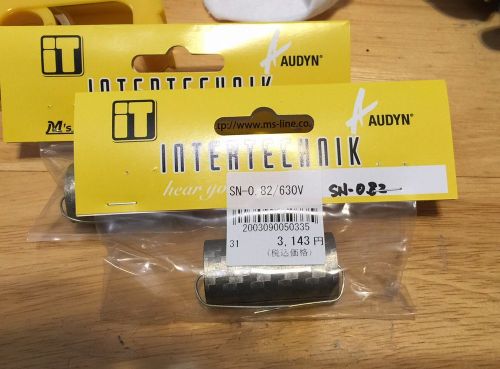 iT
AUDYN®
INTERTECHNIK
M's
iT
tp://www.ms-line.co.
AUDYN®
INTERTECHNIK
hear yo
SN-0.82
SN-0.82/630V
2003090050335
31
3,143円
(税込価格)